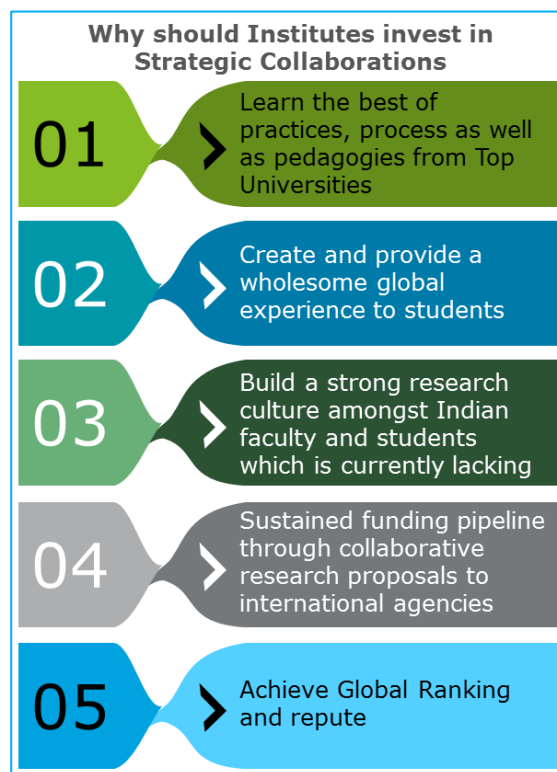 Why should Institutes invest in
Strategic Collaborations
01
Learn the best of
practices, process as well
as pedagogies from Top
Universities
02
Create and provide a
wholesome global
experience to students
03
Build a strong research
culture amongst Indian
faculty and students
which is currently lacking
04
Sustained funding pipeline
through collaborative
research proposals to
international agencies
05
Achieve Global Ranking
and repute